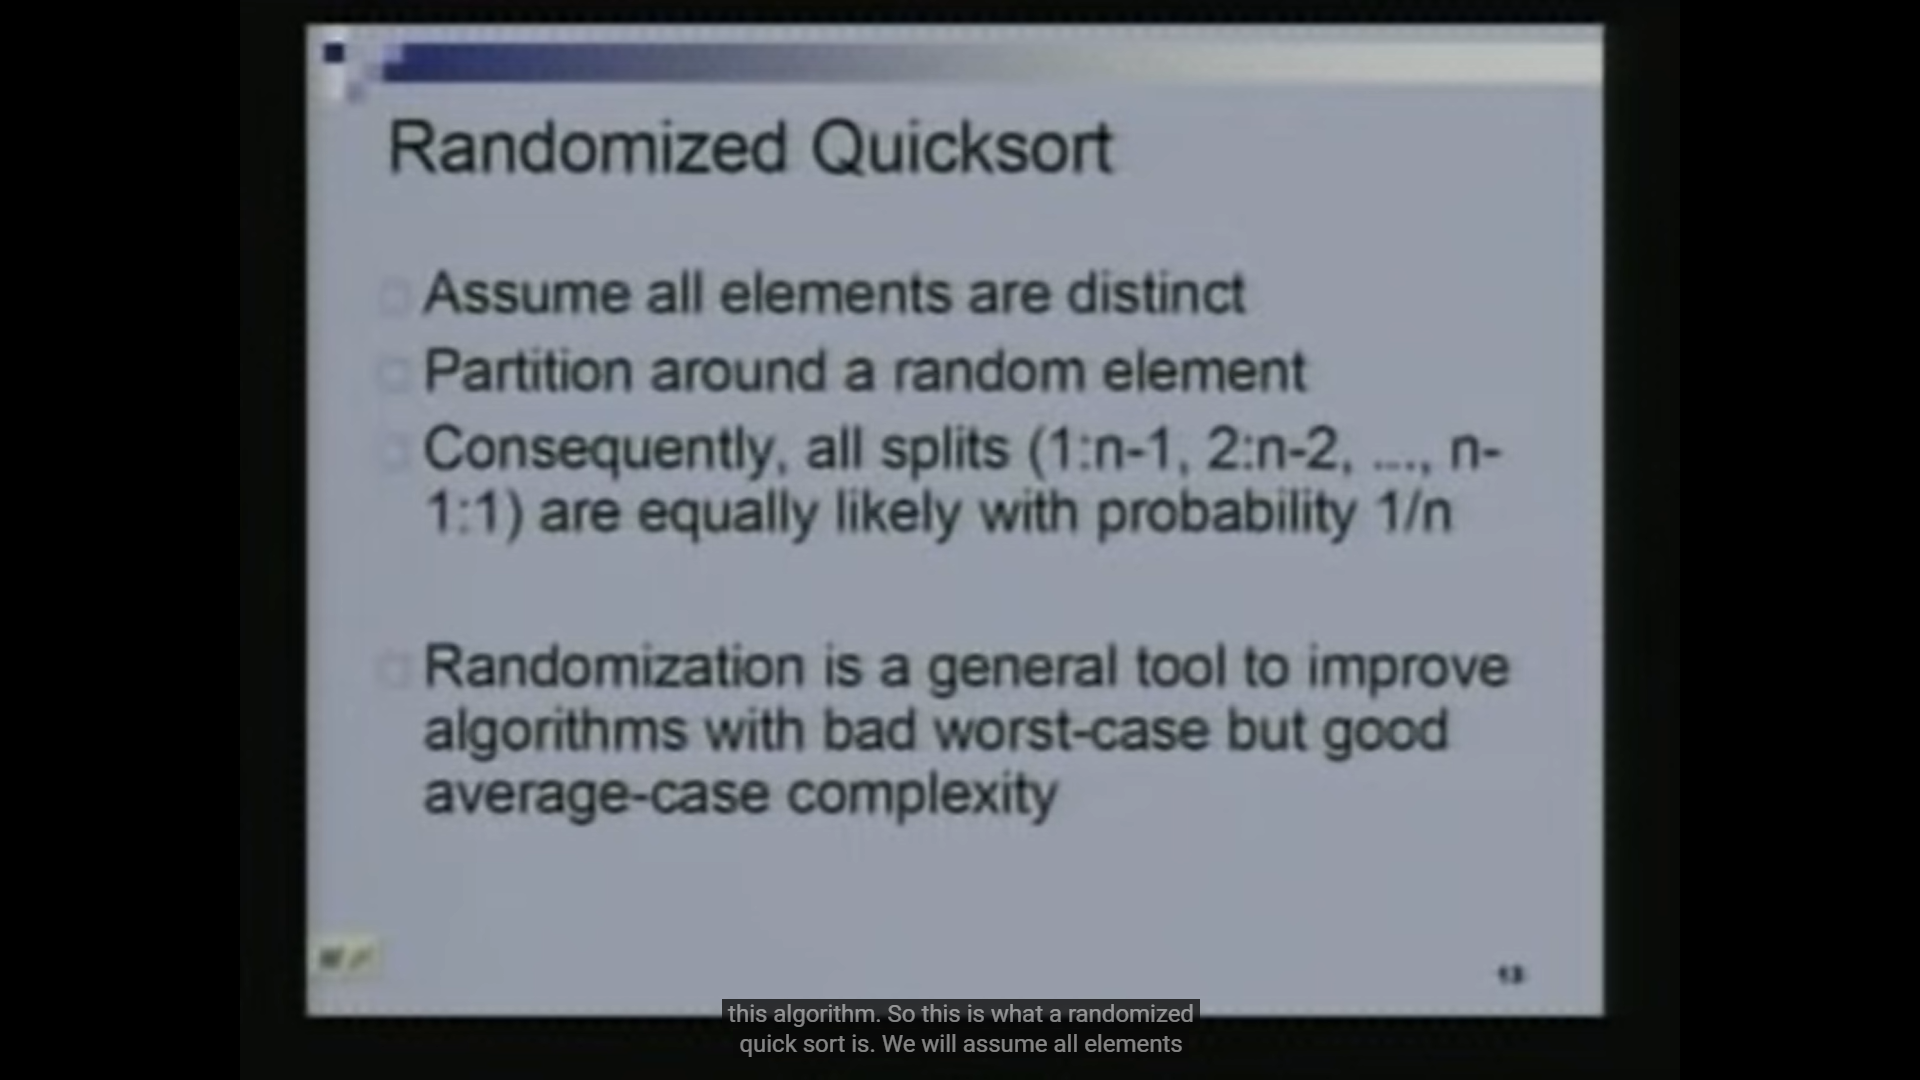 Randomized Quicksort
Assume all elements are distinct
Partition around a random element
Consequently, all splits (1:n-1, 2:n-2, ..., n-
1:1) are equally likely with probability 1/n
Randomization is a general tool to improve
algorithms with bad worst-case but good
average-case complexity
13
this algorithm. So this is what a randomized
quick sort is. We will assume all elements